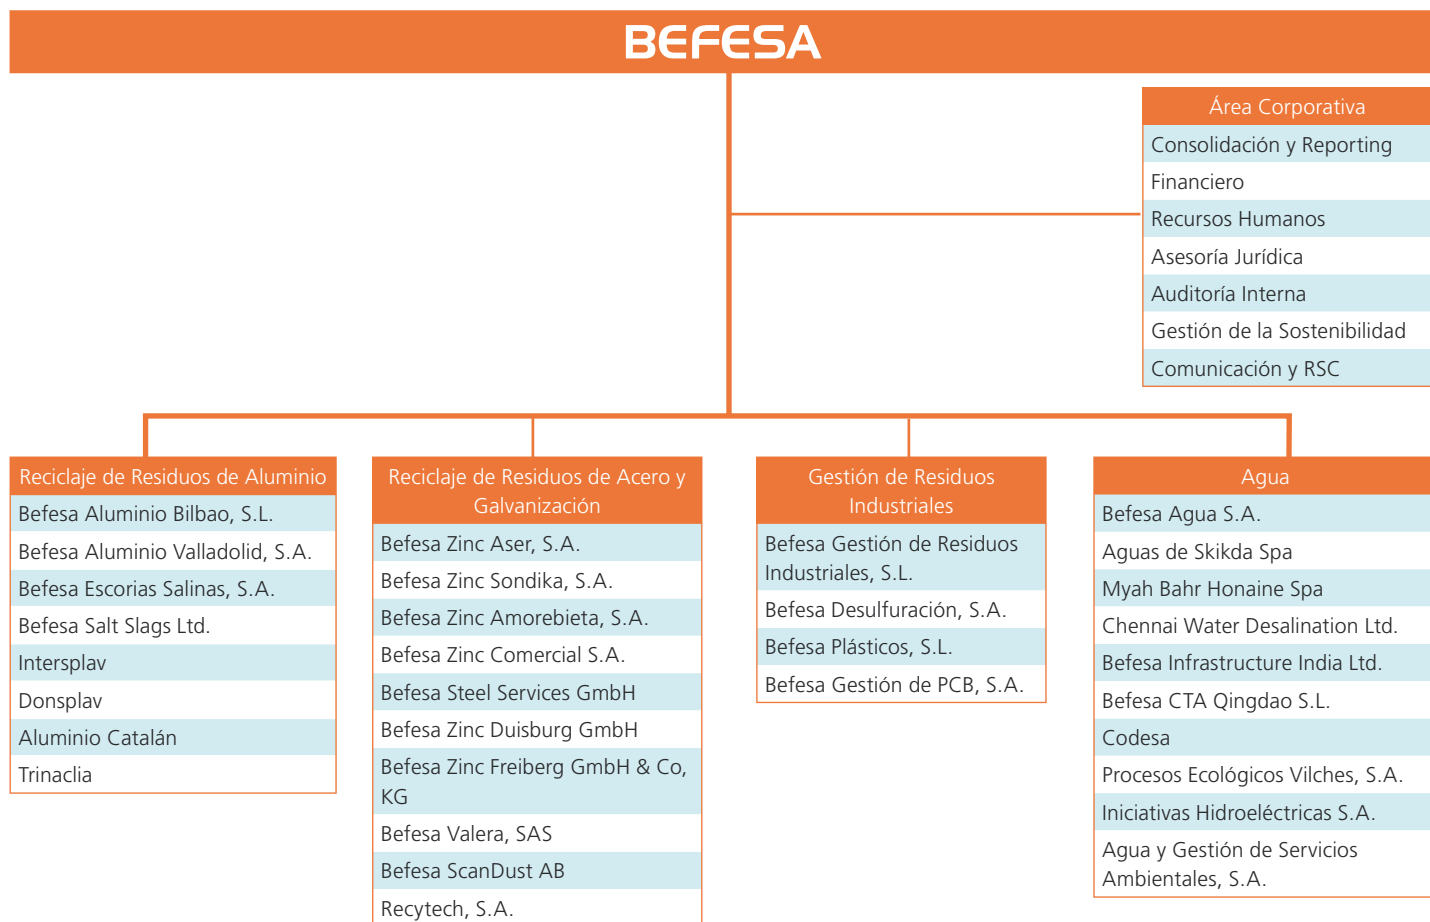 BEFESA
Área Corporativa
Consolidación y Reporting
Financiero
Recursos Humanos
Asesoría Jurídica
Auditoría Interna
Gestión de la Sostenibilidad
Comunicación y RSC
Reciclaje de Residuos de Aluminio
Befesa Aluminio Bilbao, S.L.
Befesa Aluminio Valladolid, S.A.
Befesa Escorias Salinas, S.A.
Befesa Salt Slags Ltd.
Intersplav
Donsplav
Aluminio Catalán
Trinaclia
Reciclaje de Residuos de Acero y
Galvanización
Befesa Zinc Aser, S.A.
Befesa Zinc Sondika, S.A.
Befesa Zinc Amorebieta, S.A.
Befesa Zinc Comercial S.A.
Befesa Steel Services GmbH
Befesa Zinc Duisburg GmbH
Befesa Zinc Freiberg GmbH & Co,
KG
Befesa Valera, SAS
Befesa ScanDust AB
Recytech, S.A.
Gestión de Residuos
Industriales
Befesa Gestión de Residuos
Industriales, S.L.
Befesa Desulfuración, S.A.
Befesa Plásticos, S.L.
Befesa Gestión de PCB, S.A.
Agua
Befesa Agua S.A.
Aguas de Skikda Spa
Myah Bahr Honaine Spa
Chennai Water Desalination Ltd.
Befesa Infrastructure India Ltd.
Befesa CTA Qingdao S.L.
Codesa
Procesos Ecológicos Vilches, S.A.
Iniciativas Hidroeléctricas S.A.
Agua y Gestión de Servicios
Ambientales, S.A.